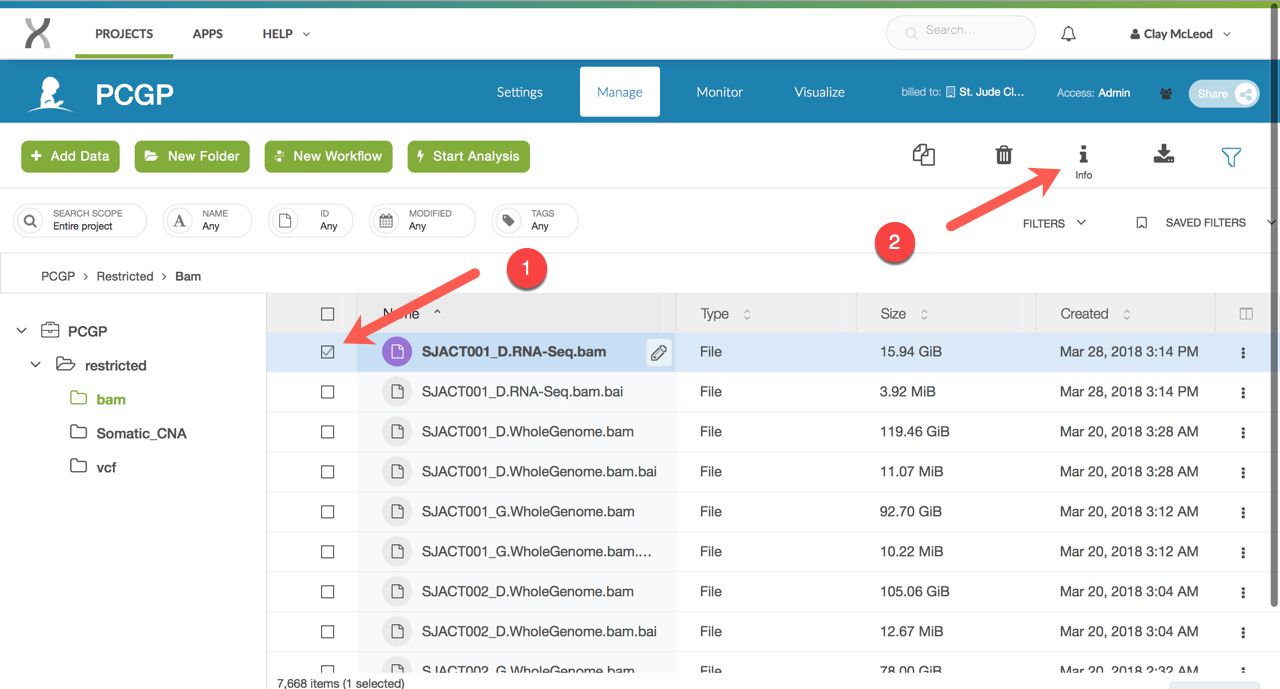 PROJECTS APPS HELP Search... Clay McLeod
PCGP Settings Manage Monitor Visualize billed to: St. Jude Cl... Access: Admin Share
Add Data New Folder New Workflow Start Analysis
Info
SEARCH SCOPE NAME ID MODIFIED TAGS
Entire project Any Any Any Any
FILTERS SAVED FILTERS
2
1
PCGP > Restricted > Bam
Name Type Size Created
PCGP
restricted
bam
Somatic_CNA
vcf
SJACT001_D.RNA-Seq.bam File 15.94 GiB Mar 28, 2018 3:14 PM
SJACT001_D.RNA-Seq.bam.bai File 3.92 MiB Mar 28, 2018 3:14 PM
SJACT001_D.WholeGenome.bam File 119.46 GiB Mar 20, 2018 3:28 AM
SJACT001_D.WholeGenome.bam.bai File 11.07 MiB Mar 20, 2018 3:28 AM
SJACT001_G.WholeGenome.bam File 92.70 GiB Mar 20, 2018 3:12 AM
SJACT001_G.WholeGenome.bam.... File 10.22 MiB Mar 20, 2018 3:12 AM
SJACT002_D.WholeGenome.bam File 105.06 GiB Mar 20, 2018 3:04 AM
SJACT002_D.WholeGenome.bam.bai File 12.67 MiB Mar 20, 2018 3:04 AM
SJACT002_G.WholeGenome.bam File 78.00 GiB Mar 20, 2018 2:32 AM
7,668 items (1 selected)